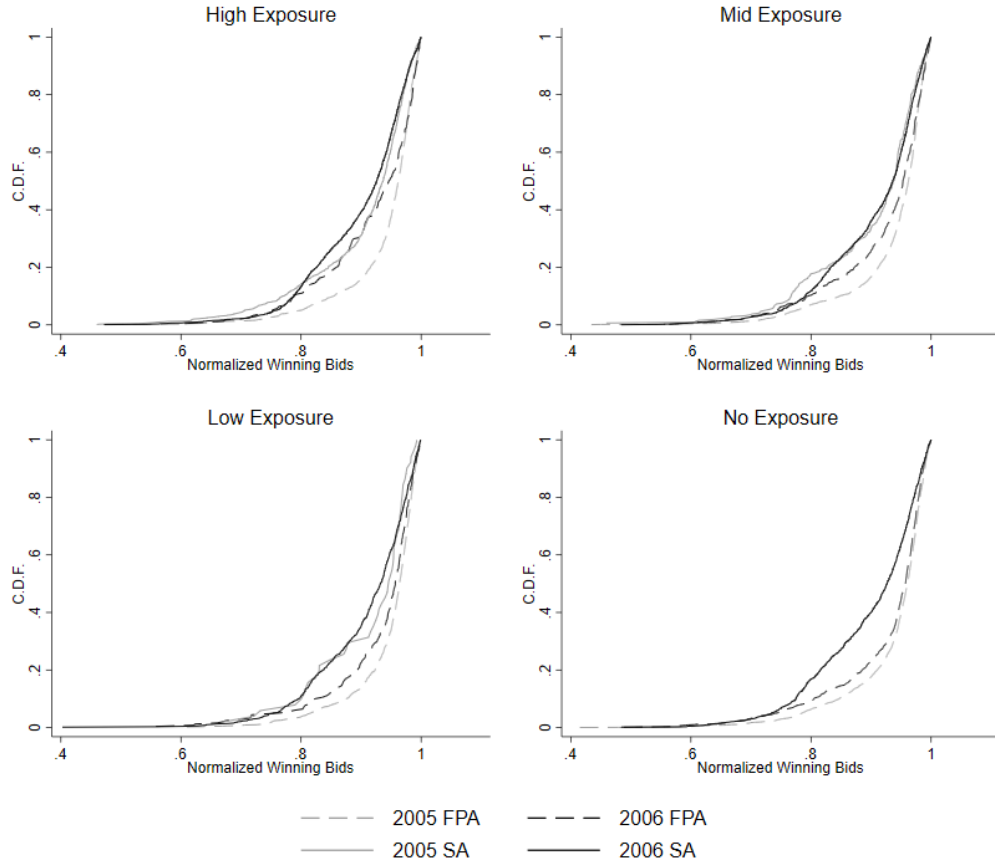 High Exposure
Mid Exposure
C.D.F.
0 .2 .4 .6 .8 1
.4 .6 .8 1
Normalized Winning Bids
C.D.F.
0 .2 .4 .6 .8 1
.4 .6 .8 1
Normalized Winning Bids
Low Exposure
No Exposure
C.D.F.
0 .2 .4 .6 .8 1
.4 .6 .8 1
Normalized Winning Bids
C.D.F.
0 .2 .4 .6 .8 1
.4 .6 .8 1
Normalized Winning Bids
2005 FPA
2006 FPA
2005 SA
2006 SA